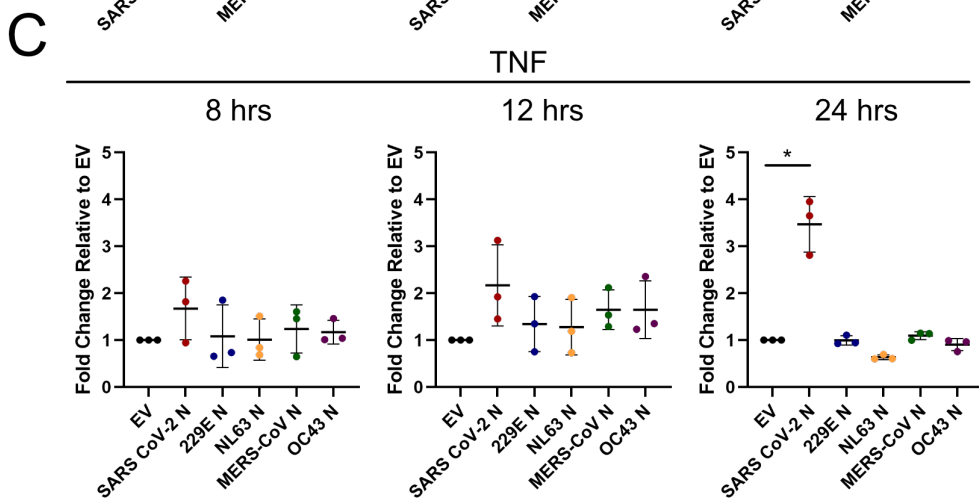 C
TNF
8 hrs
12 hrs
24 hrs
Fold Change Relative to EV
5
4
3
2
1
0
EV
SARS CoV-2 N
229E N
NL63 N
MERS-CoV N
OC43 N
Fold Change Relative to EV
5
4
3
2
1
0
EV
SARS CoV-2 N
229E N
NL63 N
MERS-CoV N
OC43 N
Fold Change Relative to EV
5
4
3
2
1
0
*
EV
SARS CoV-2 N
229E N
NL63 N
MERS-CoV N
OC43 N